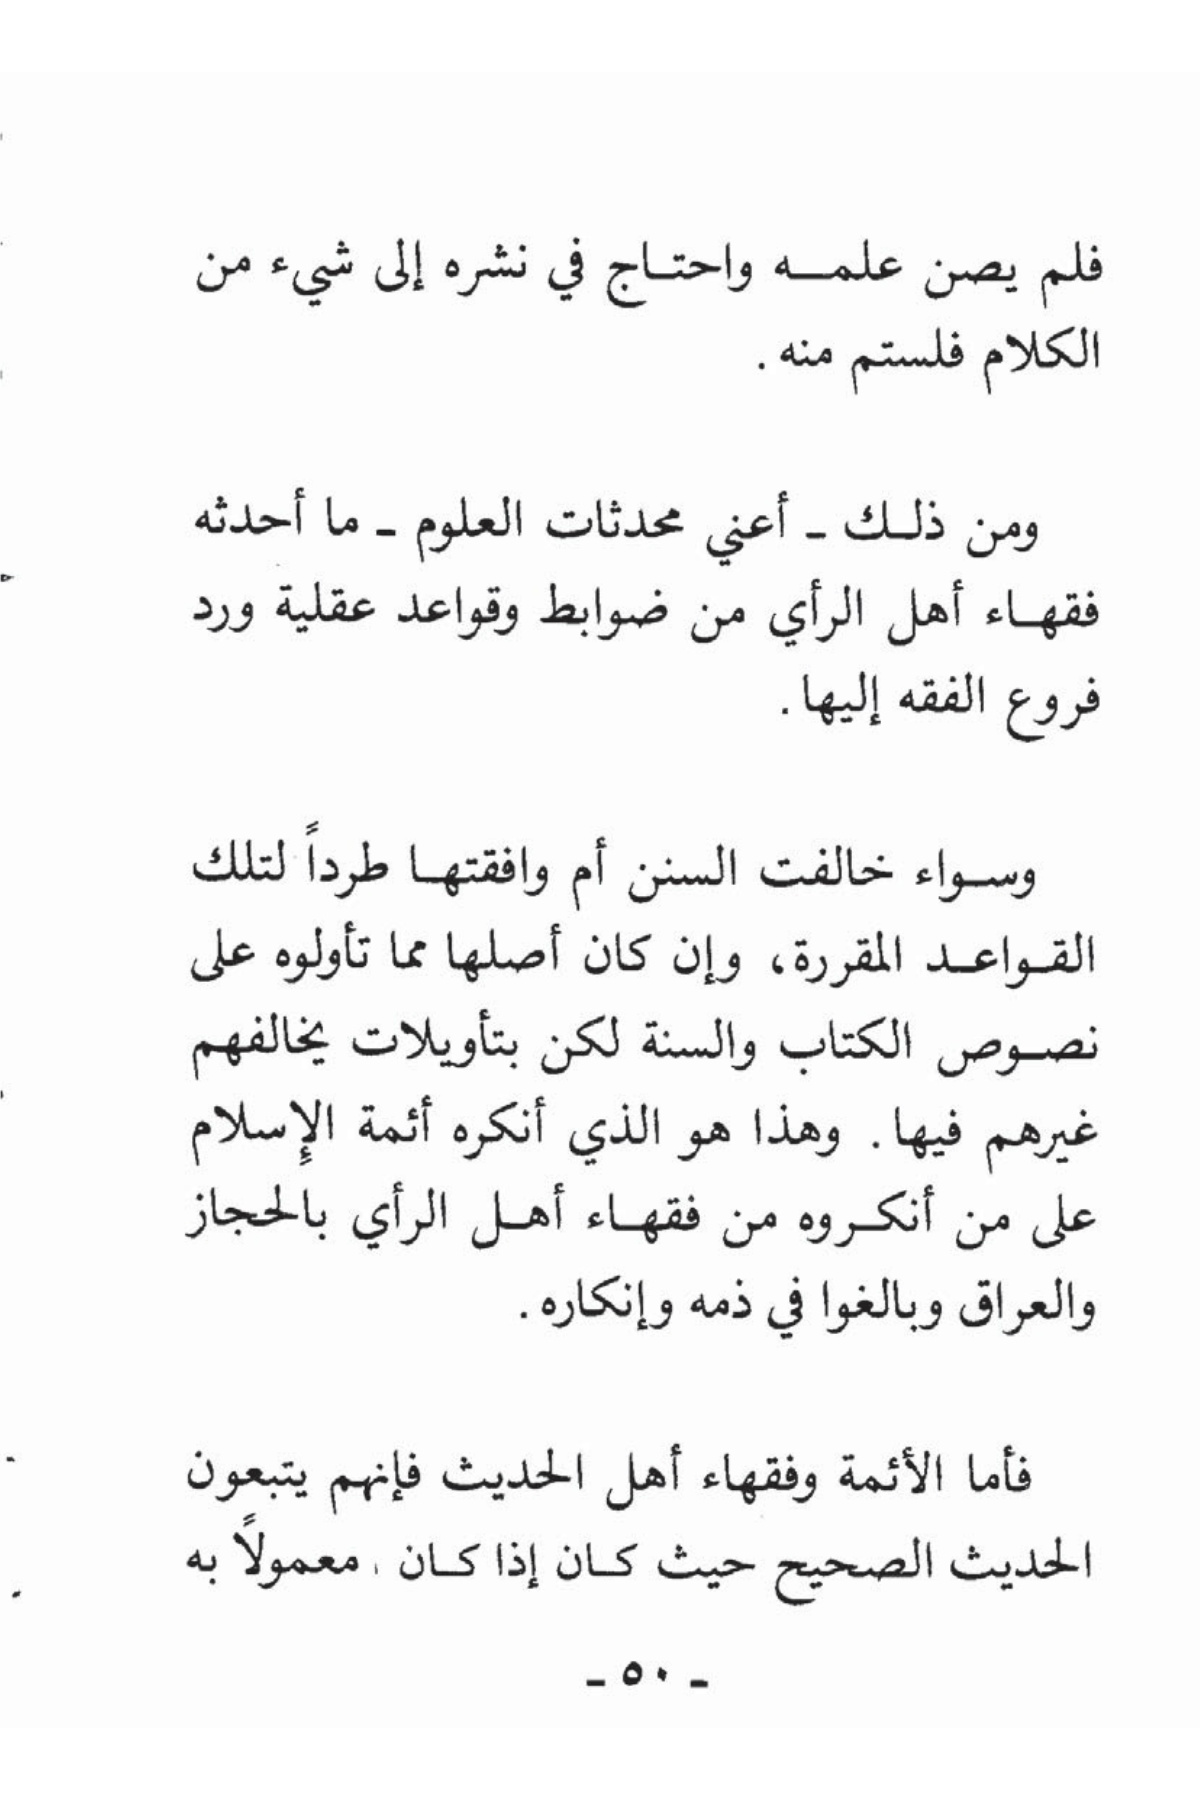 فلم يصن علمه واحتاج في نشره إلى شيء من
الكلام فلستم منه .
ومن ذلك ـ أعني محدثات العلوم ـ ما أحدثه
فقهاء أهل الرأي من ضوابط وقواعد عقلية ورد
فروع الفقه إليها .
وسواء خالفت السنن أم وافقتها طرداً لتلك
القواعد المقررة، وإن كان أصلها مما تأولوه على
نصوص الكتاب والسنة لكن بتأويلات يخالفهم
غيرهم فيها . وهذا هو الذي أنكره أئمة الإسلام
على من أنكروه من فقهاء أهل الرأي بالحجاز
والعراق وبالغوا في ذمه وإنكاره .
فأما الأئمة وفقهاء أهل الحديث فإنهم يتبعون
الحديث الصحيح حيث كان إذا كان معمولاً به
ـ ٥٠ ـ